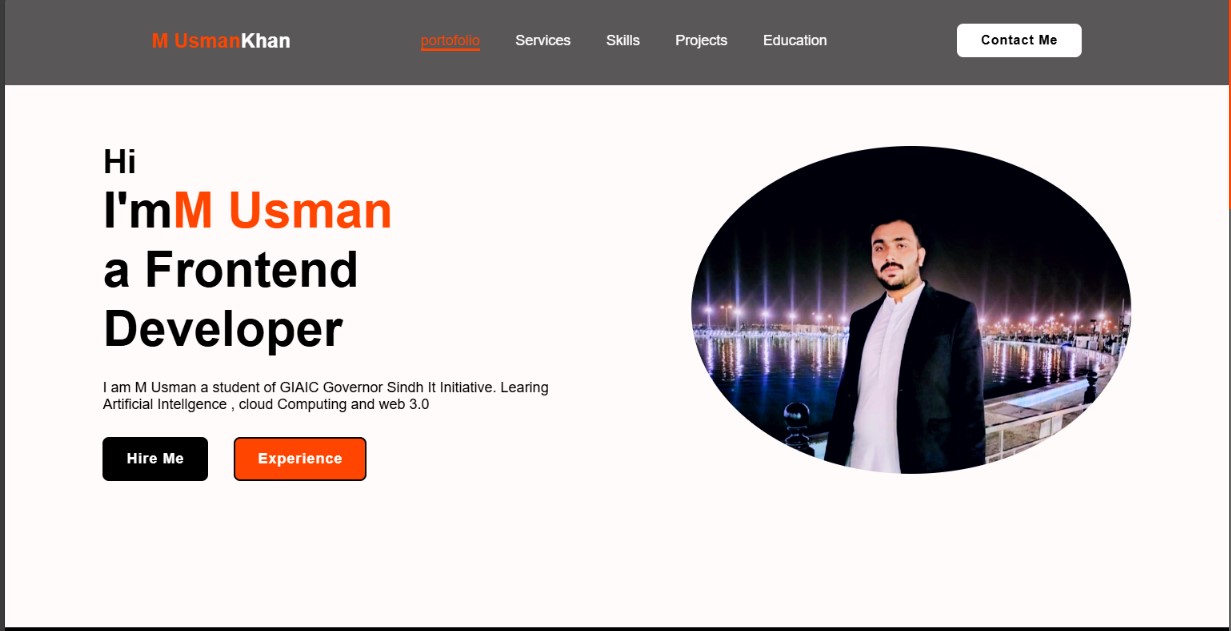 M UsmanKhan
portofolio Services Skills Projects Education
Contact Me
Hi
I'mM Usman
a Frontend
Developer
I am M Usman a student of GIAIC Governor Sindh It Initiative. Learing
Artificial Intellgence , cloud Computing and web 3.0
Hire Me
Experience